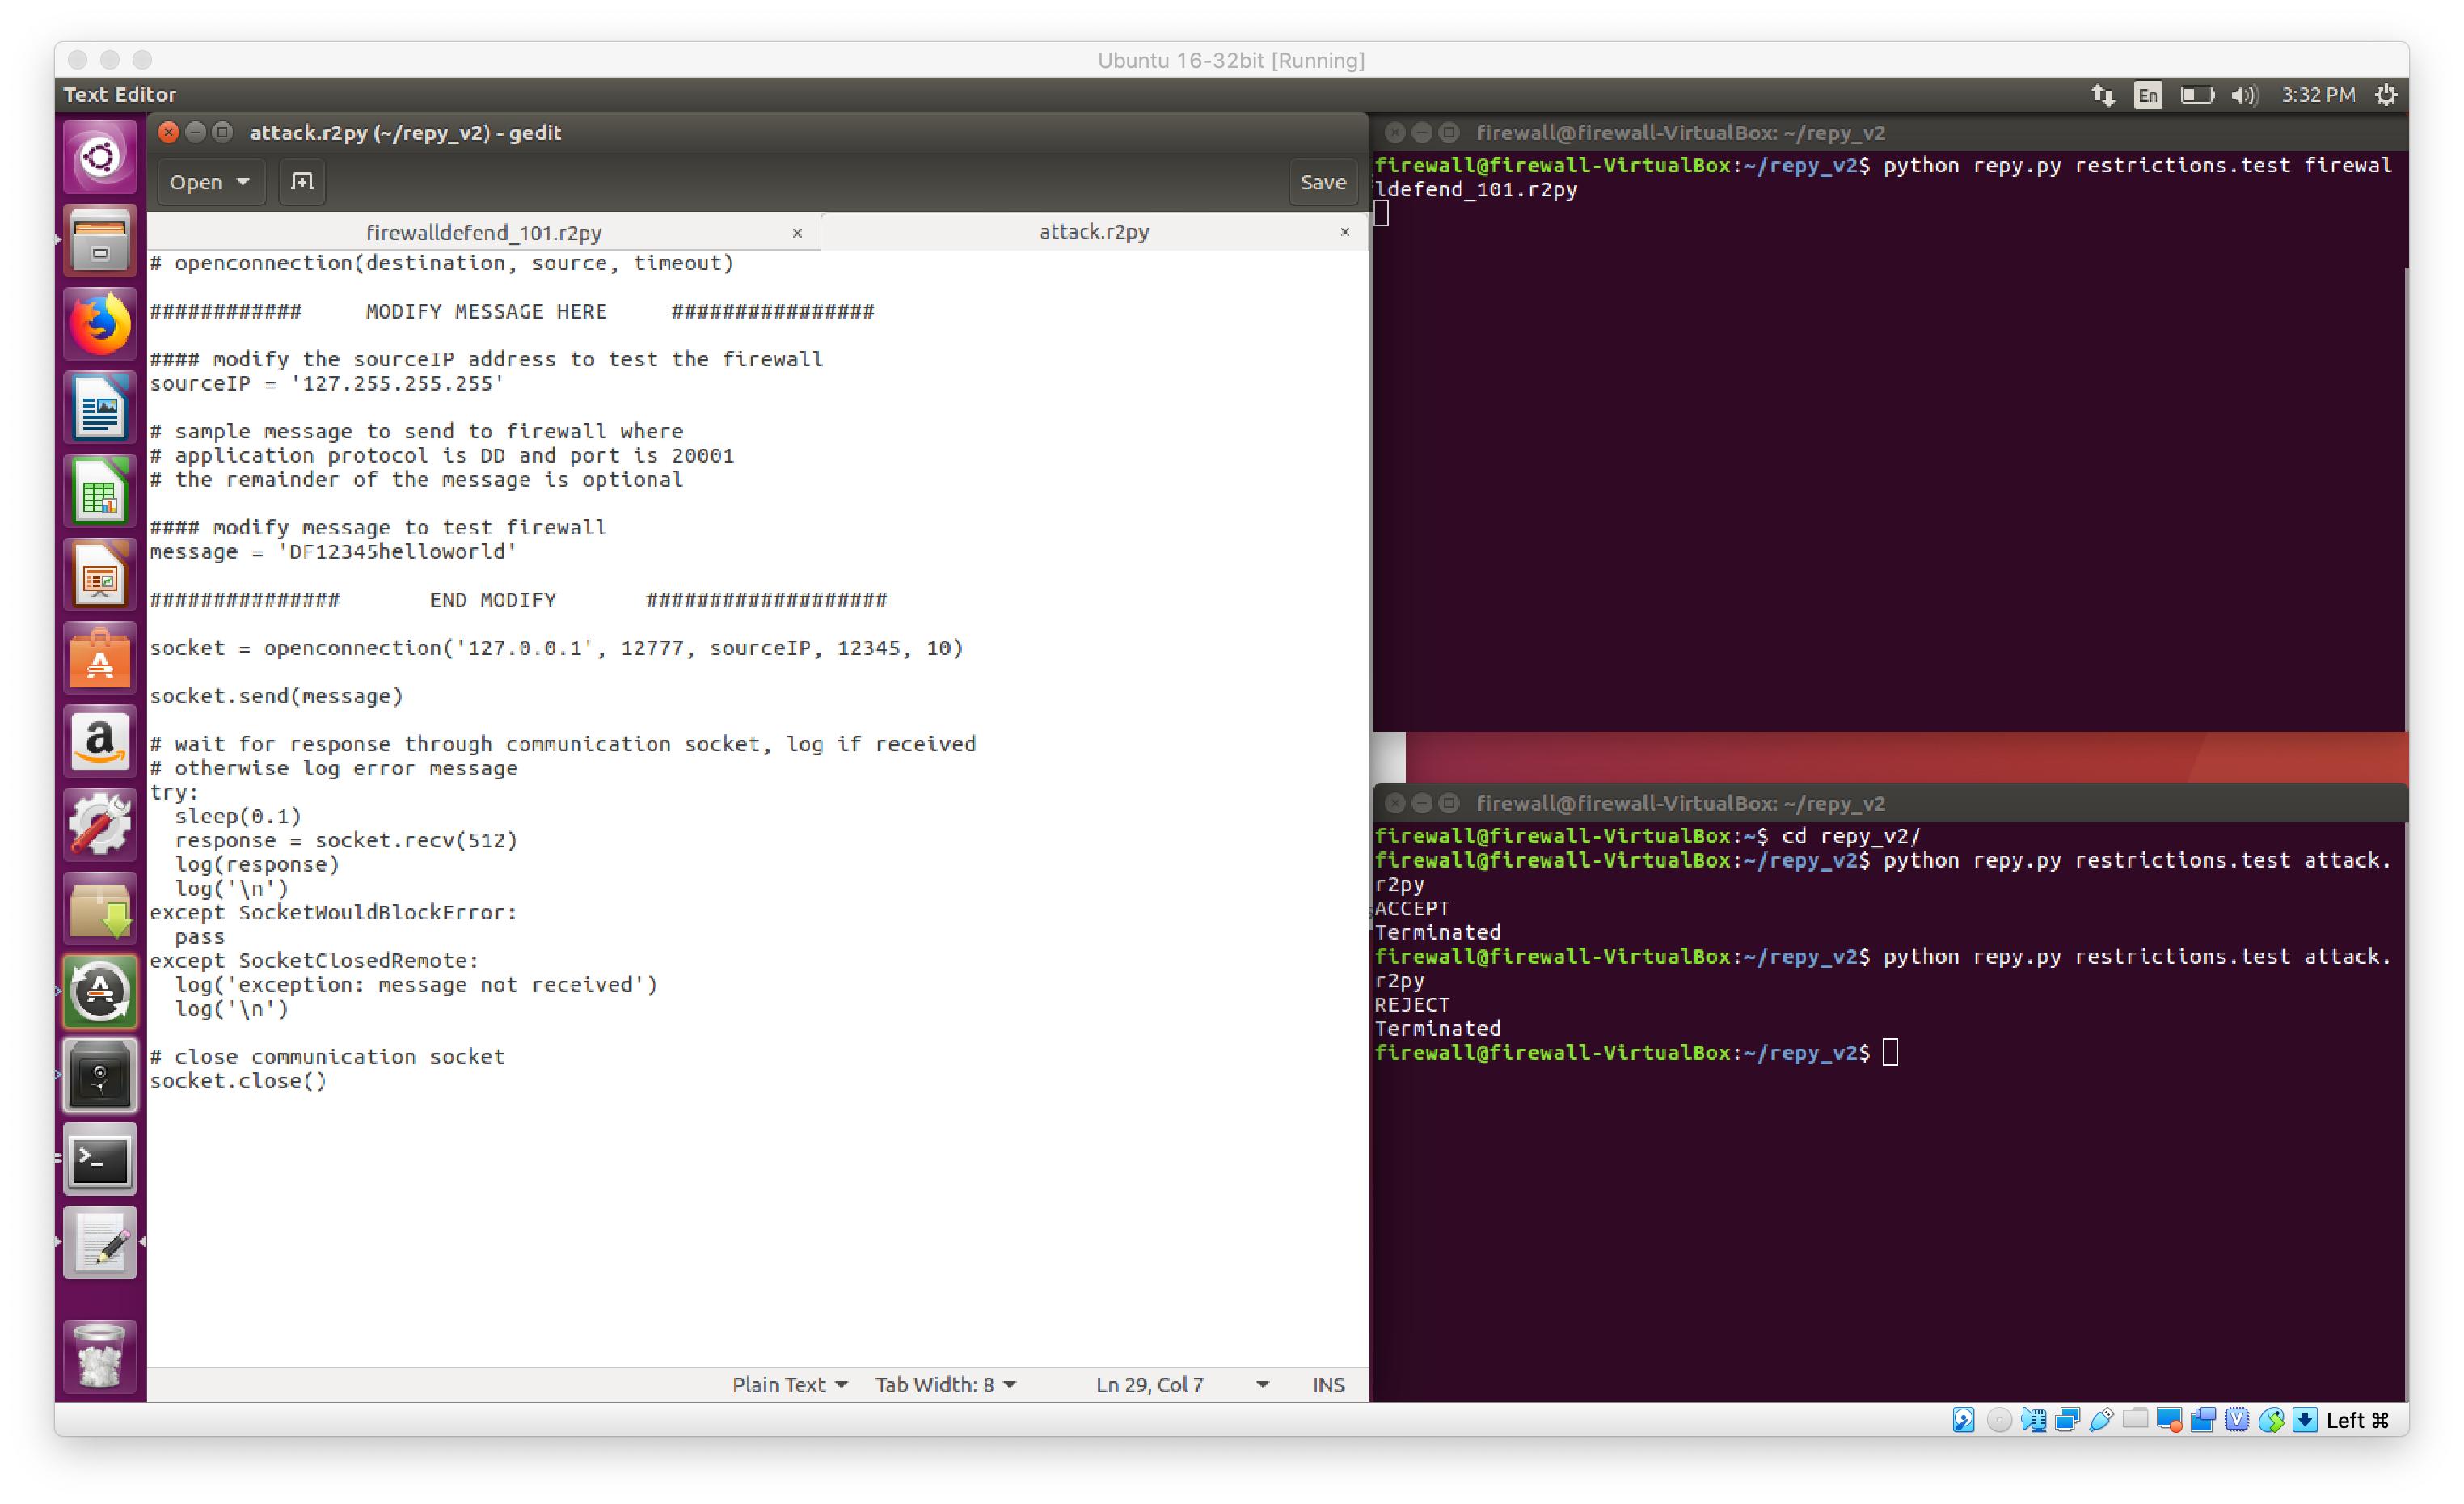 Ubuntu 16-32bit [Running]
Text Editor
En
3:32 PM
attack.r2py (~/repy_v2) - gedit
Open
Save
firewalldefend_101.r2py
attack.r2py
# openconnection(destination, source, timeout)
############ MODIFY MESSAGE HERE ################
#### modify the sourceIP address to test the firewall
sourceIP = '127.255.255.255'
# sample message to send to firewall where
# application protocol is DD and port is 20001
# the remainder of the message is optional
#### modify message to test firewall
message = 'DF12345helloworld'
############### END MODIFY ###################
socket = openconnection('127.0.0.1', 12777, sourceIP, 12345, 10)
socket.send(message)
# wait for response through communication socket, log if received
# otherwise log error message
try:
  sleep(0.1)
  response = socket.recv(512)
  log(response)
  log('\n')
except SocketWouldBlockError:
  pass
except SocketClosedRemote:
  log('exception: message not received')
  log('\n')
# close communication socket
socket.close()
Plain Text
Tab Width: 8
Ln 29, Col 7
INS
firewall@firewall-VirtualBox: ~/repy_v2
firewall@firewall-VirtualBox:~/repy_v2$ python repy.py restrictions.test firewal
ldefend_101.r2py
firewall@firewall-VirtualBox: ~/repy_v2
firewall@firewall-VirtualBox:~$ cd repy_v2/
firewall@firewall-VirtualBox:~/repy_v2$ python repy.py restrictions.test attack.
r2py
ACCEPT
Terminated
firewall@firewall-VirtualBox:~/repy_v2$ python repy.py restrictions.test attack.
r2py
REJECT
Terminated
firewall@firewall-VirtualBox:~/repy_v2$
Left ⌘